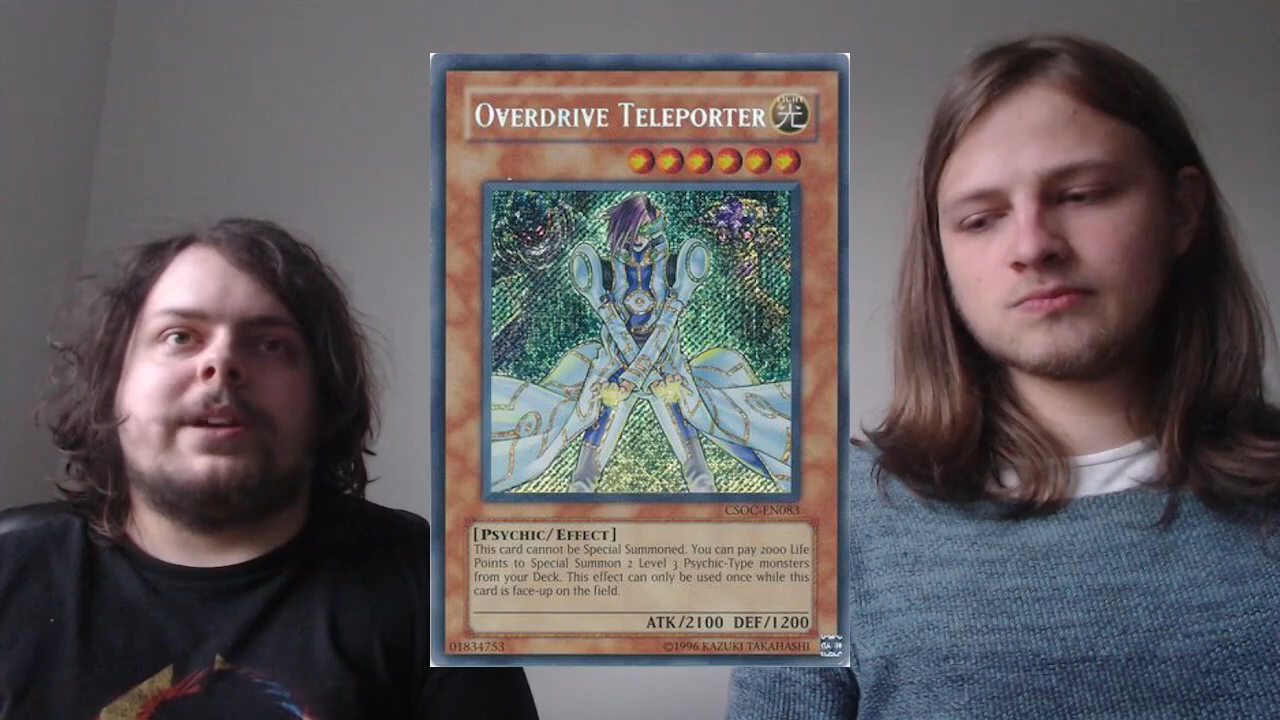 OVERDRIVE TELEPORTER
LIGHT
光
CSOC-EN083
[PSYCHIC/EFFECT]
This card cannot be Special Summoned. You can pay 2000 Life
Points to Special Summon 2 Level 3 Psychic-Type monsters
from your Deck. This effect can only be used once while this
card is face-up on the field.
ATK/2100 DEF/1200
01834753
©1996 KAZUKI TAKAHASHI